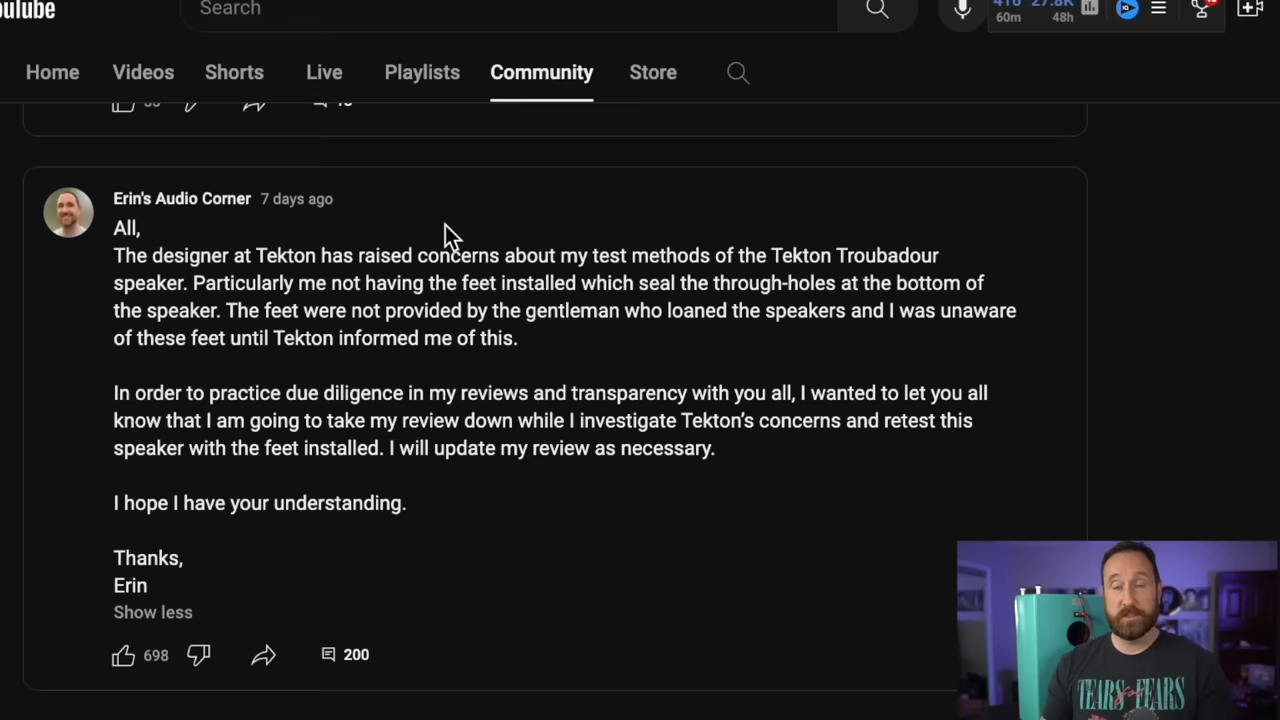 ouTube
Search
416 27.8K
60m 48h
Home Videos Shorts Live Playlists Community Store
Erin's Audio Corner 7 days ago
All,
The designer at Tekton has raised concerns about my test methods of the Tekton Troubadour
speaker. Particularly me not having the feet installed which seal the through-holes at the bottom of
the speaker. The feet were not provided by the gentleman who loaned the speakers and I was unaware
of these feet until Tekton informed me of this.
In order to practice due diligence in my reviews and transparency with you all, I wanted to let you all
know that I am going to take my review down while I investigate Tekton's concerns and retest this
speaker with the feet installed. I will update my review as necessary.
I hope I have your understanding.
Thanks,
Erin
Show less
698 200
TEARS for FEARS